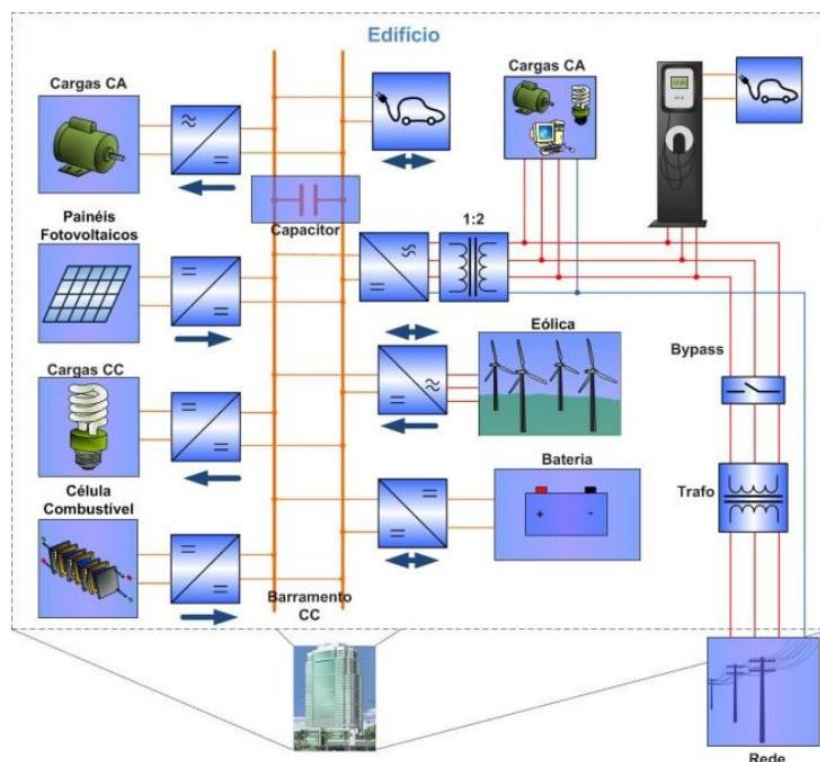 Edifício
Cargas CA
Cargas CA
Capacitor
1:2
Painéis
Fotovoltaicos
Eólica
Bypass
Cargas CC
Bateria
+ -
Trafo
Célula
Combustível
Barramento
CC
Rede